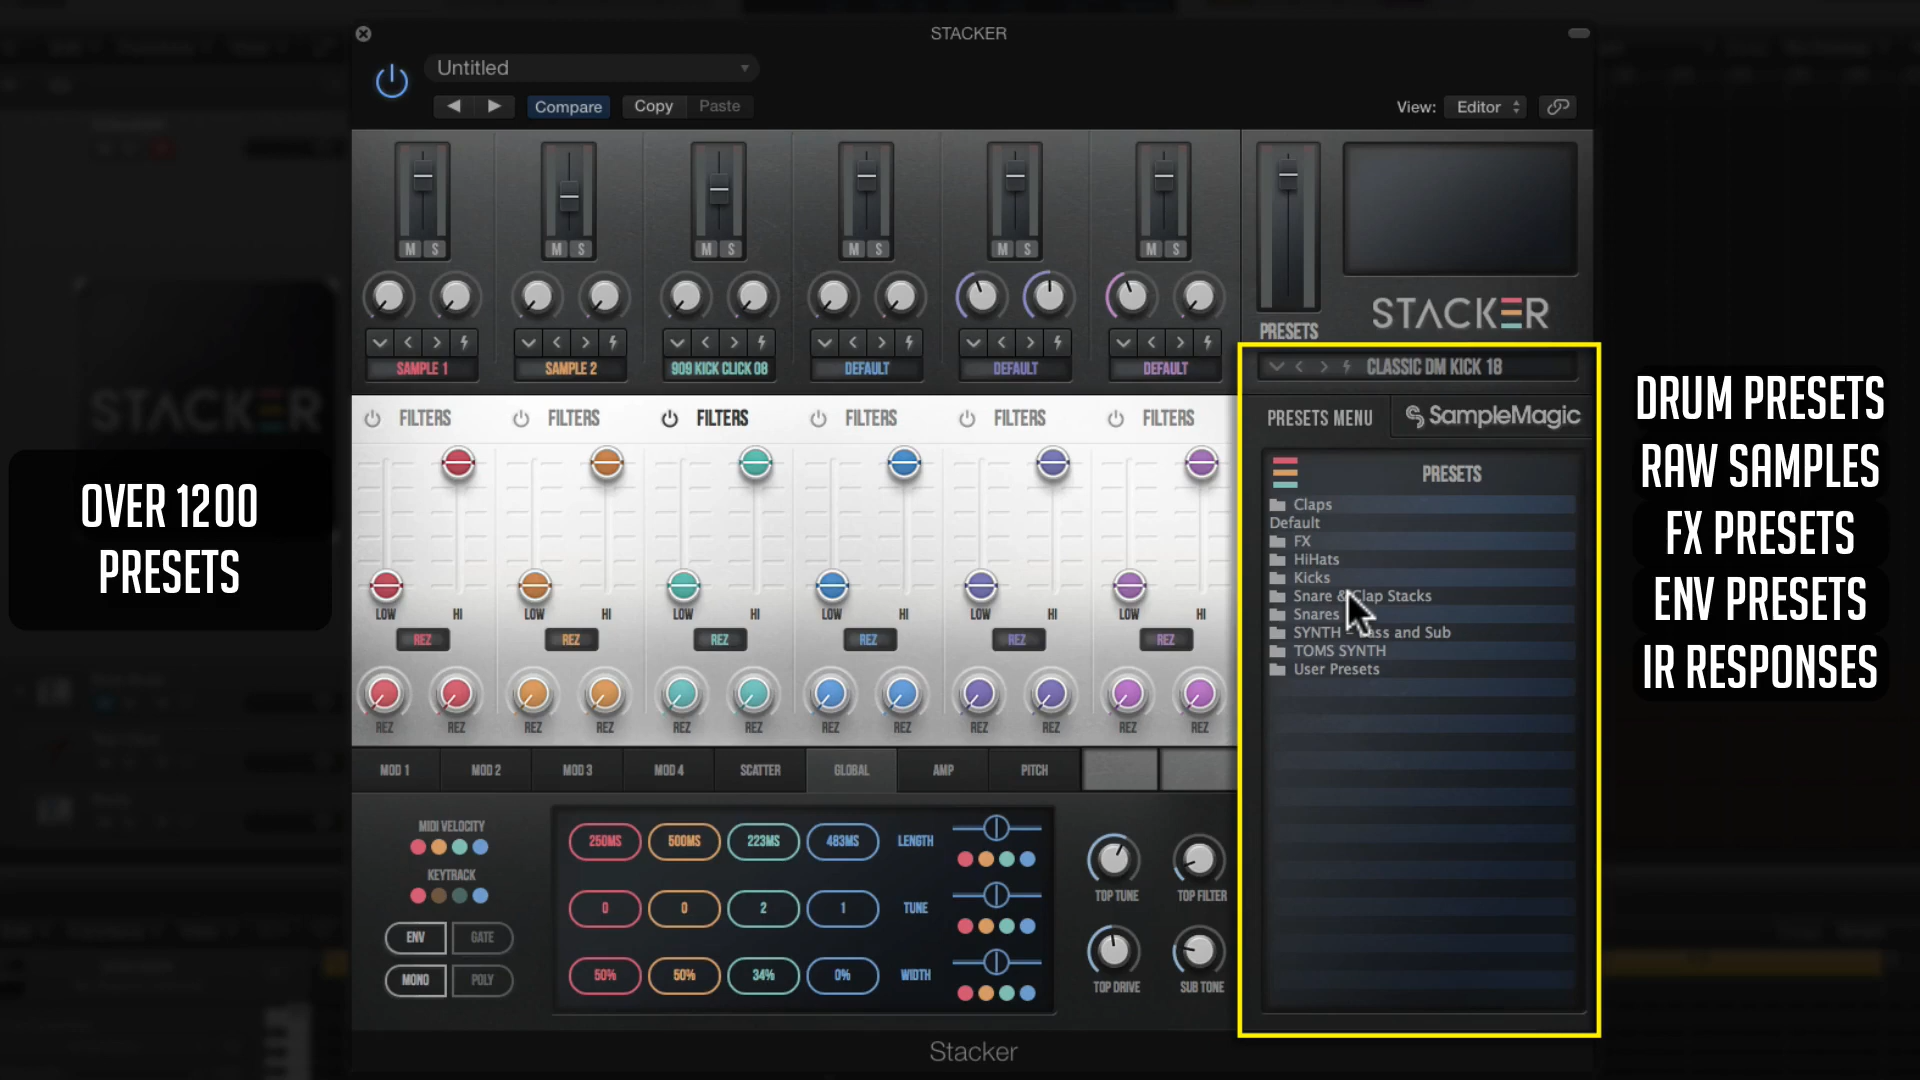 STACKER
Untitled
Compare Copy Paste
View: Editor
M S M S M S M S M S M S
SAMPLE 1 SAMPLE 2 909 KICK CLICK 08 DEFAULT DEFAULT DEFAULT
FILTERS FILTERS FILTERS FILTERS FILTERS FILTERS
LOW HI LOW HI LOW HI LOW HI LOW HI LOW HI
REZ REZ REZ REZ REZ REZ
REZ REZ REZ REZ REZ REZ REZ REZ REZ REZ REZ REZ
MOD 1 MOD 2 MOD 3 MOD 4 SCATTER GLOBAL AMP PITCH
MIDI VELOCITY
KEYTRACK
ENV GATE
MONO POLY
250MS 500MS 223MS 483MS LENGTH
0 0 2 1 TUNE
50% 50% 34% 0% WIDTH
TOP TUNE TOP FILTER
TOP DRIVE SUB TONE
STACKER
PRESETS
CLASSIC DM KICK 18
PRESETS MENU SampleMagic
PRESETS
Claps
Default
FX
HiHats
Kicks
Snare & Clap Stacks
Snares
SYNTH - Bass and Sub
TOMS SYNTH
User Presets
Stacker
STACKER
OVER 1200
PRESETS
DRUM PRESETS
RAW SAMPLES
FX PRESETS
ENV PRESETS
IR RESPONSES